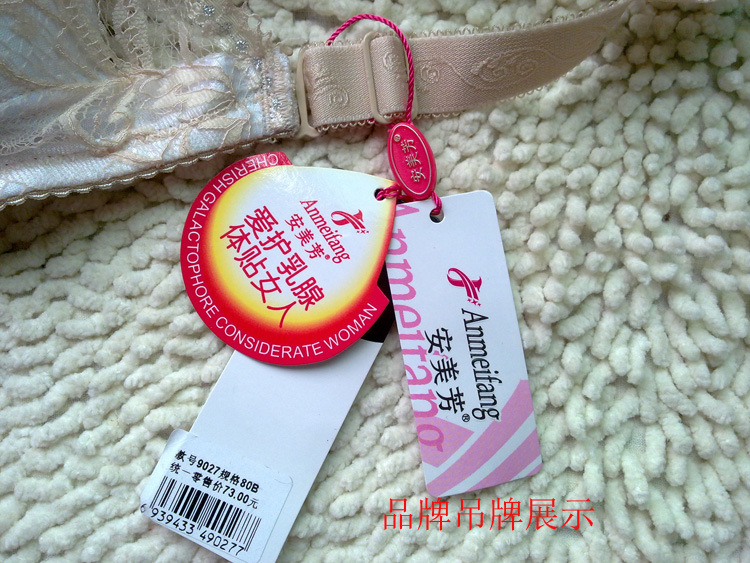 安美芳®
CHERISH GALACTOPHORE CONSIDERATE WOMAN
Anmeifang
安美芳®
爱护乳腺
体贴女人
Anmeifang
Anmeifang
安美芳®
款号9027规格80B
统一零售价73.00元
6 939433 490277
品牌吊牌展示